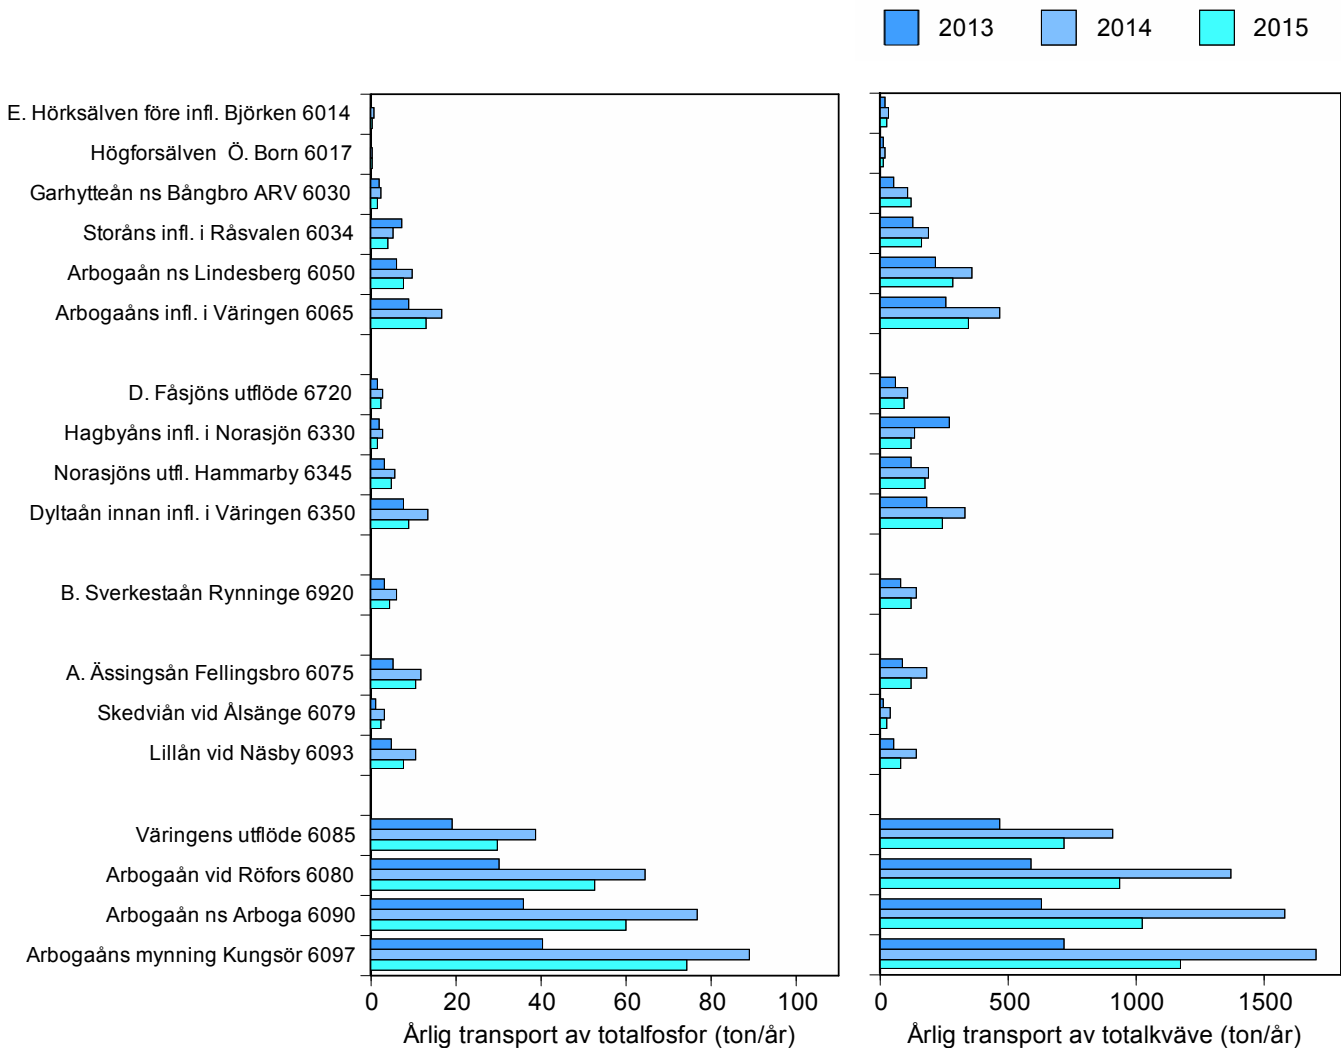 2013 2014 2015
E. Hörksälven före infl. Björken 6014
Högforsälven Ö. Born 6017
Garhytteån ns Bångbro ARV 6030
Storåns infl. i Råsvalen 6034
Arbogaån ns Lindesberg 6050
Arbogaåns infl. i Väringen 6065
D. Fåsjöns utflöde 6720
Hagbyåns infl. i Norasjön 6330
Norasjöns utfl. Hammarby 6345
Dyltaån innan infl. i Väringen 6350
B. Sverkestaån Rynninge 6920
A. Ässingsån Fellingsbro 6075
Skedviån vid Ålsänge 6079
Lillån vid Näsby 6093
Väringens utflöde 6085
Arbogaån vid Röfors 6080
Arbogaån ns Arboga 6090
Arbogaåns mynning Kungsör 6097
0 20 40 60 80 100
Årlig transport av totalfosfor (ton/år)
0 500 1000 1500
Årlig transport av totalkväve (ton/år)